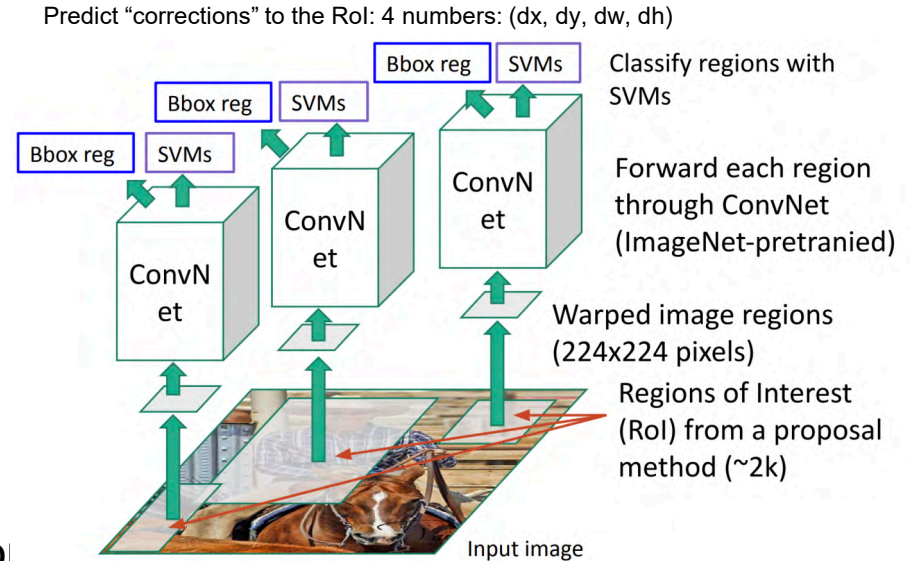 Predict “corrections” to the RoI: 4 numbers: (dx, dy, dw, dh)
Bbox reg
SVMs
Classify regions with
SVMs
Bbox reg
SVMs
Bbox reg
SVMs
ConvN
et
Forward each region
through ConvNet
(ImageNet-pretranied)
ConvN
et
ConvN
et
Warped image regions
(224x224 pixels)
Regions of Interest
(RoI) from a proposal
method (~2k)
Input image